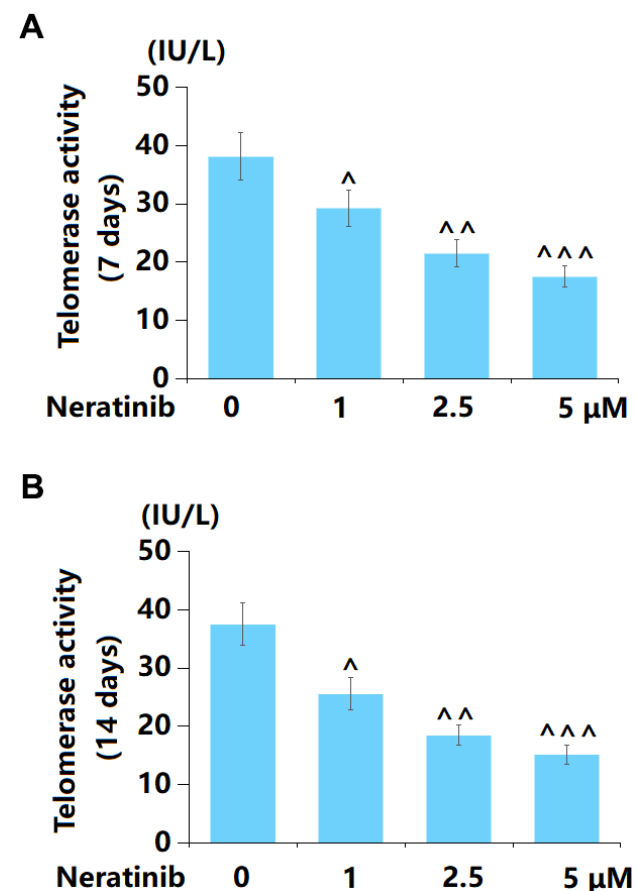 A
(IU/L)
Telomerase activity
(7 days)
50
40
30
20
10
0
^
^^
^^^
Neratinib 0 1 2.5 5 μM
B
(IU/L)
Telomerase activity
(14 days)
50
40
30
20
10
0
^
^^
^^^
Neratinib 0 1 2.5 5 μM